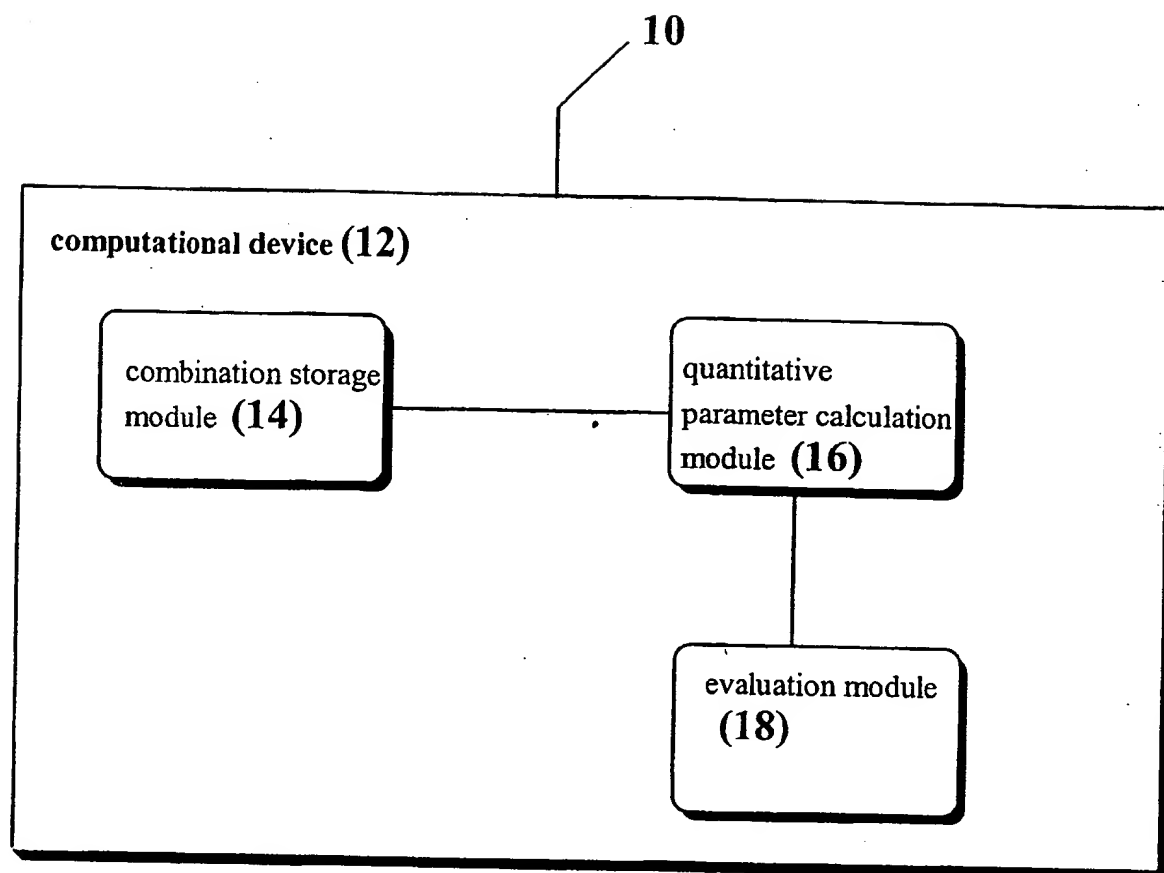 10
computational device (12)
combination storage
module (14)
quantitative
parameter calculation
module (16)
evaluation module
(18)